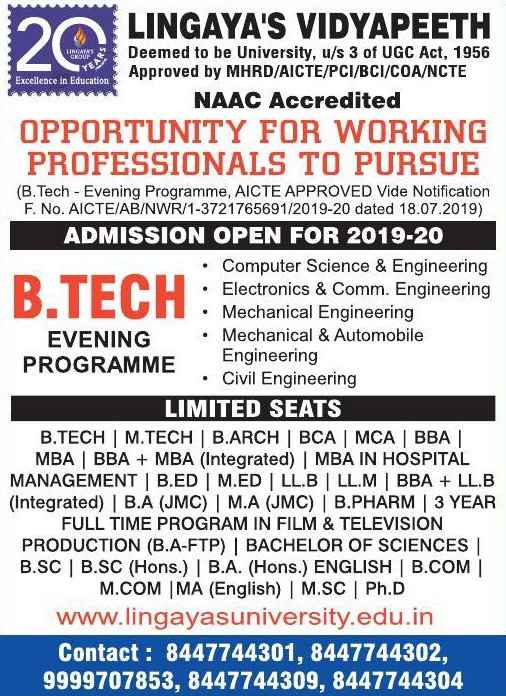 20 YEARS
LINGAYA'S
GROUP
Excellence in Education
LINGAYA'S VIDYAPEETH
Deemed to be University, u/s 3 of UGC Act, 1956
Approved by MHRD/AICTE/PCI/BCI/COA/NCTE
NAAC Accredited
OPPORTUNITY FOR WORKING
PROFESSIONALS TO PURSUE
(B.Tech - Evening Programme, AICTE APPROVED Vide Notification
F. No. AICTE/AB/NWR/1-3721765691/2019-20 dated 18.07.2019)
ADMISSION OPEN FOR 2019-20
B.TECH
EVENING
PROGRAMME
• Computer Science & Engineering
• Electronics & Comm. Engineering
• Mechanical Engineering
• Mechanical & Automobile
Engineering
• Civil Engineering
LIMITED SEATS
B.TECH | M.TECH | B.ARCH | BCA | MCA | BBA |
MBA | BBA + MBA (Integrated) | MBA IN HOSPITAL
MANAGEMENT | B.ED | M.ED | LL.B | LL.M | BBA + LL.B
(Integrated) | B.A (JMC) | M.A (JMC) | B.PHARM | 3 YEAR
FULL TIME PROGRAM IN FILM & TELEVISION
PRODUCTION (B.A-FTP) | BACHELOR OF SCIENCES |
B.SC | B.SC (Hons.) | B.A. (Hons.) ENGLISH | B.COM |
M.COM |MA (English) | M.SC | Ph.D
www.lingayasuniversity.edu.in
Contact : 8447744301, 8447744302,
9999707853, 8447744309, 8447744304